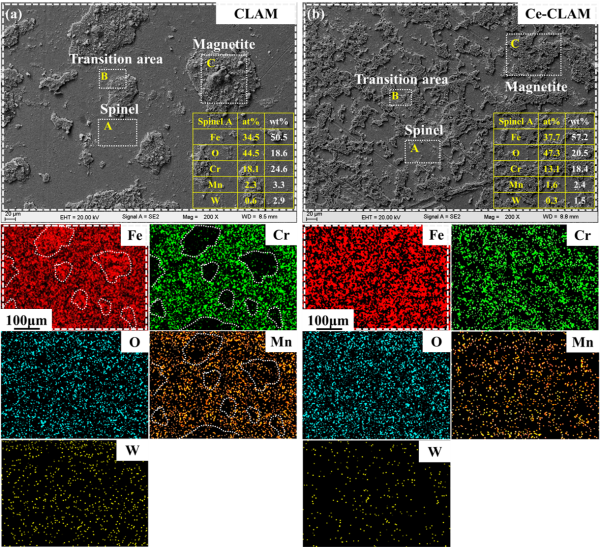 (a)
CLAM
Magnetite
C
Transition area
B
Spinel
A
Spinel A at% wt%
Fe 34.5 50.5
O 44.5 18.6
Cr 18.1 24.6
Mn 2.3 3.3
W 0.6 2.9
20 µm EHT = 20.00 kV Signal A = SE2 Mag = 200 X WD = 8.5 mm
(b)
Ce-CLAM
C
Magnetite
Transition area
B
Spinel
A
Spinel A at% wt%
Fe 37.7 57.2
O 47.3 20.5
Cr 13.1 18.4
Mn 1.6 2.4
W 0.3 1.5
20 µm EHT = 20.00 kV Signal A = SE2 Mag = 200 X WD = 8.8 mm
Fe
Cr
Fe
Cr
100µm
100µm
O
Mn
O
Mn
W
W